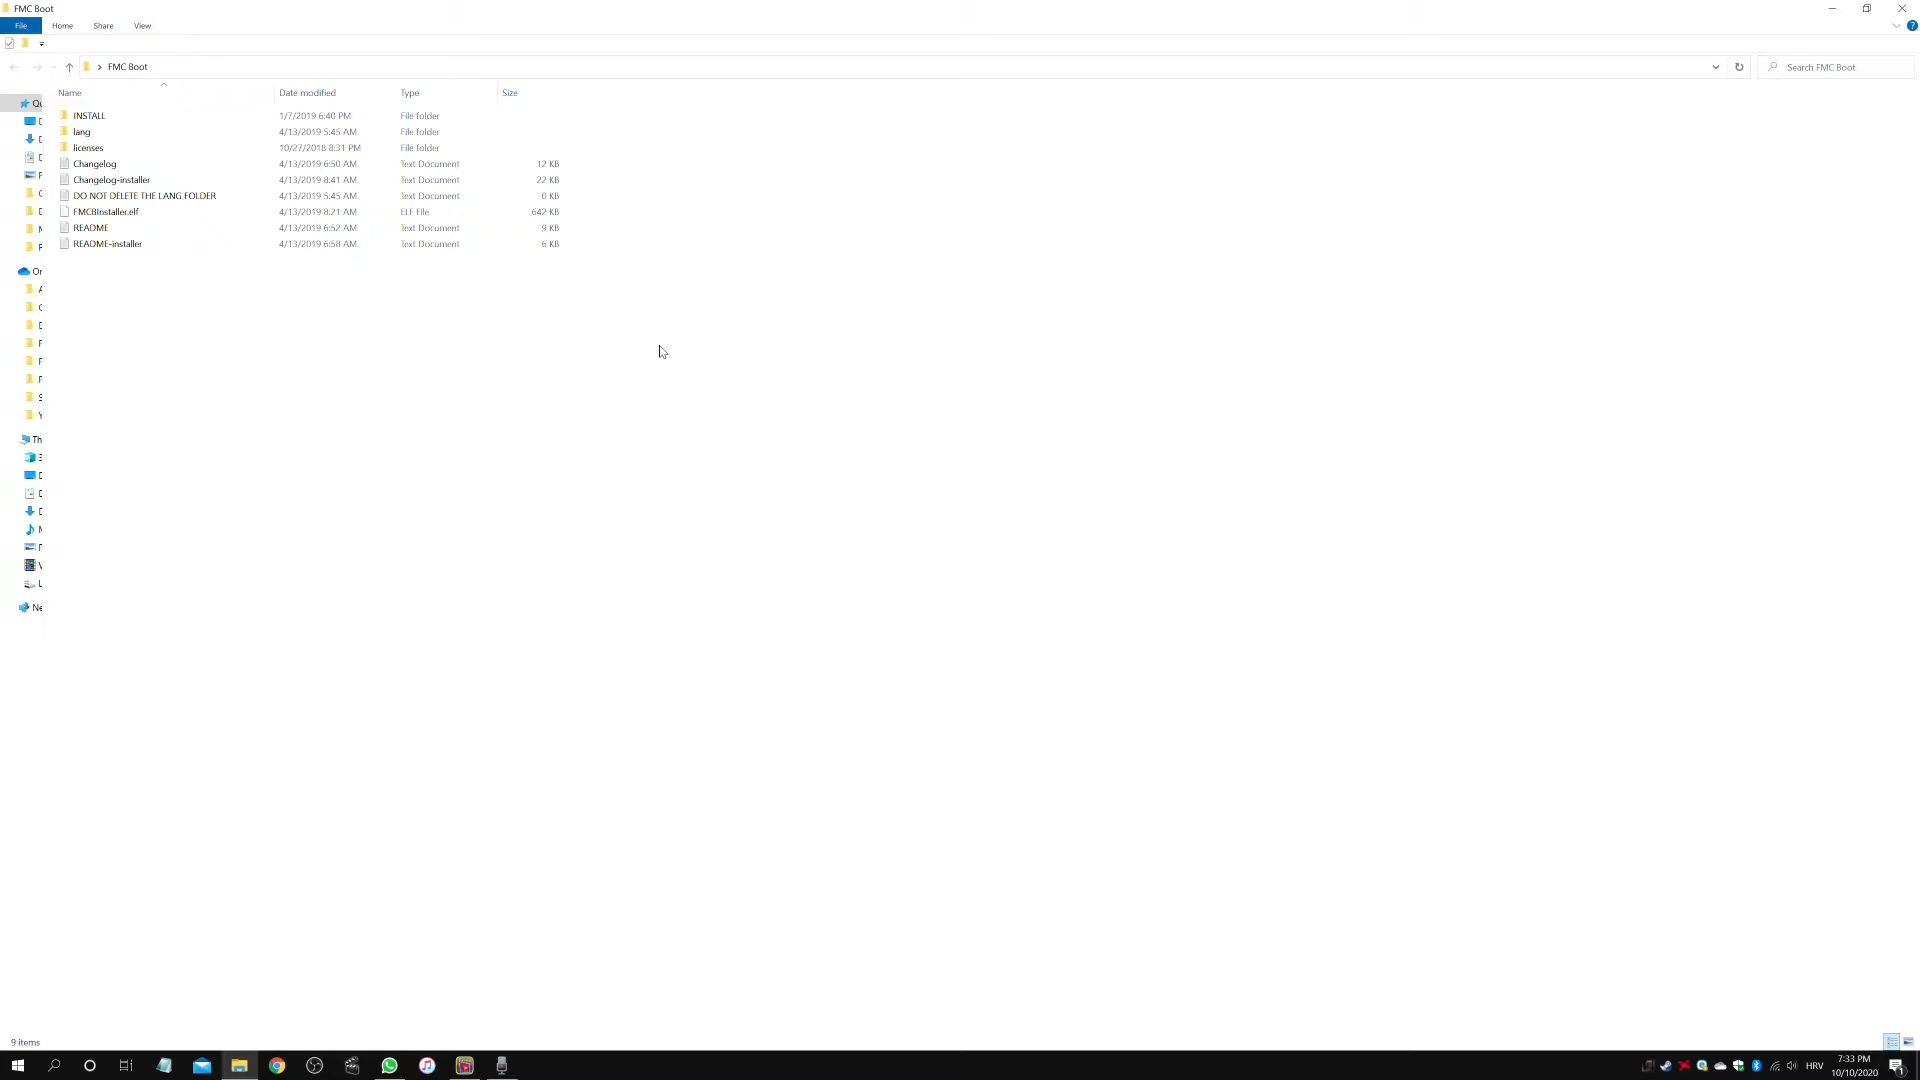 FMC Boot
File Home Share View
FMC Boot
Search FMC Boot
Name Date modified Type Size
INSTALL 1/7/2019 6:40 PM File folder
lang 4/13/2019 5:45 AM File folder
licenses 10/27/2018 8:31 PM File folder
Changelog 4/13/2019 6:50 AM Text Document 12 KB
Changelog-installer 4/13/2019 8:41 AM Text Document 22 KB
DO NOT DELETE THE LANG FOLDER 4/13/2019 5:45 AM Text Document 0 KB
FMCBInstaller.elf 4/13/2019 8:21 AM ELF File 642 KB
README 4/13/2019 6:52 AM Text Document 9 KB
README-installer 4/13/2019 6:58 AM Text Document 6 KB
Th
Ne
9 items
HRV
7:33 PM
10/10/2020
1